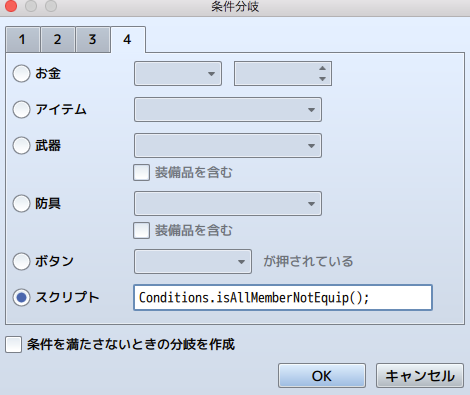 条件分岐
1 2 3 4
お金
アイテム
武器
装備品を含む
防具
装備品を含む
ボタン が押されている
スクリプト Conditions.isAllMemberNotEquip();
条件を満たさないときの分岐を作成
OK キャンセル